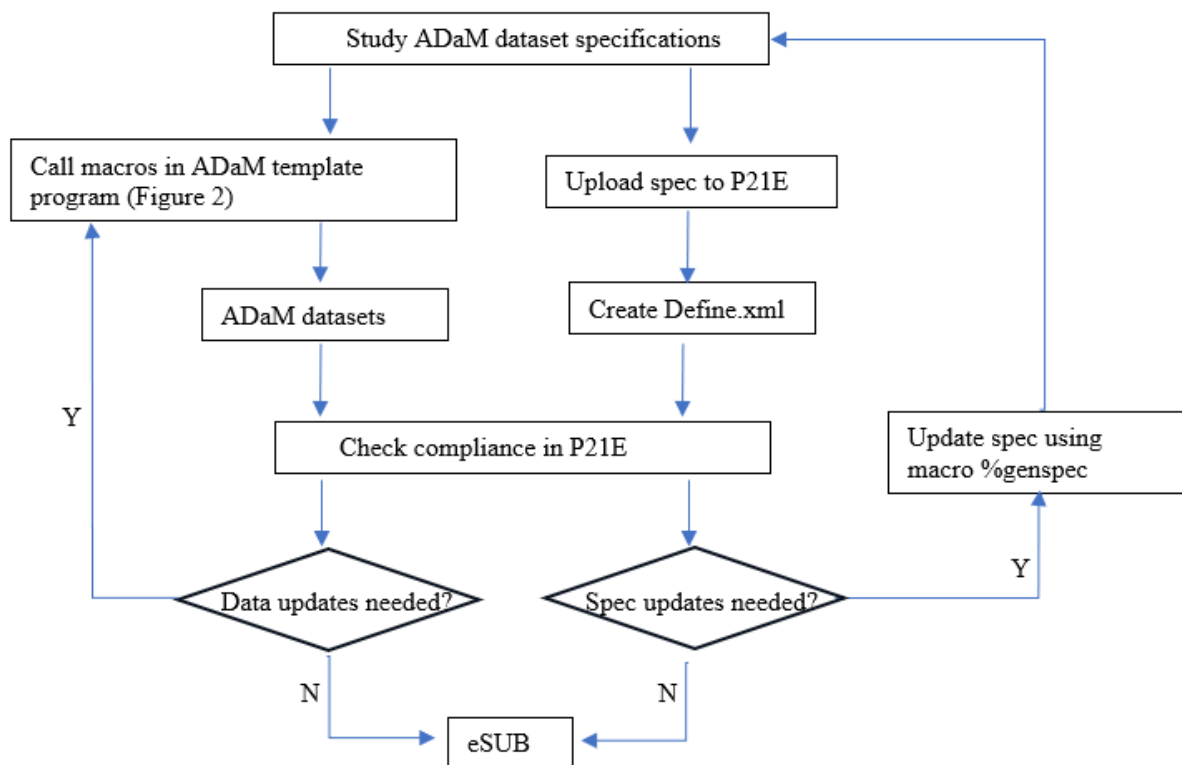 Study ADaM dataset specifications
Call macros in ADaM template
program (Figure 2)
Upload spec to P21E
ADaM datasets
Create Define.xml
Y
Check compliance in P21E
Update spec using
macro %genspec
Data updates needed?
Spec updates needed?
Y
N
N
eSUB